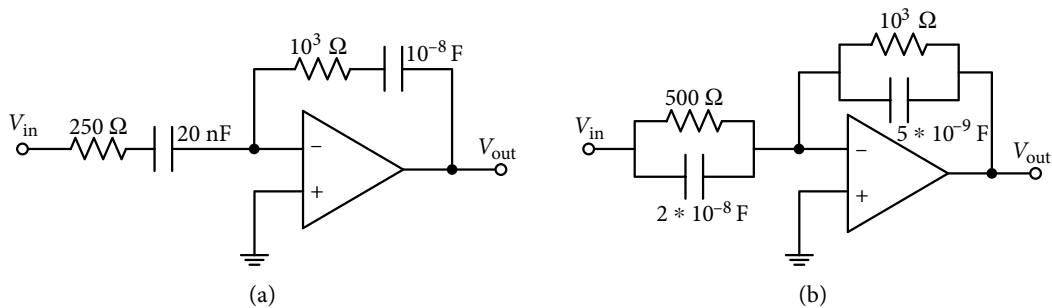 10³ Ω
10⁻⁸ F
V_in
250 Ω
20 nF
−
+
V_out
(a)
10³ Ω
5 * 10⁻⁹ F
500 Ω
V_in
2 * 10⁻⁸ F
−
+
V_out
(b)